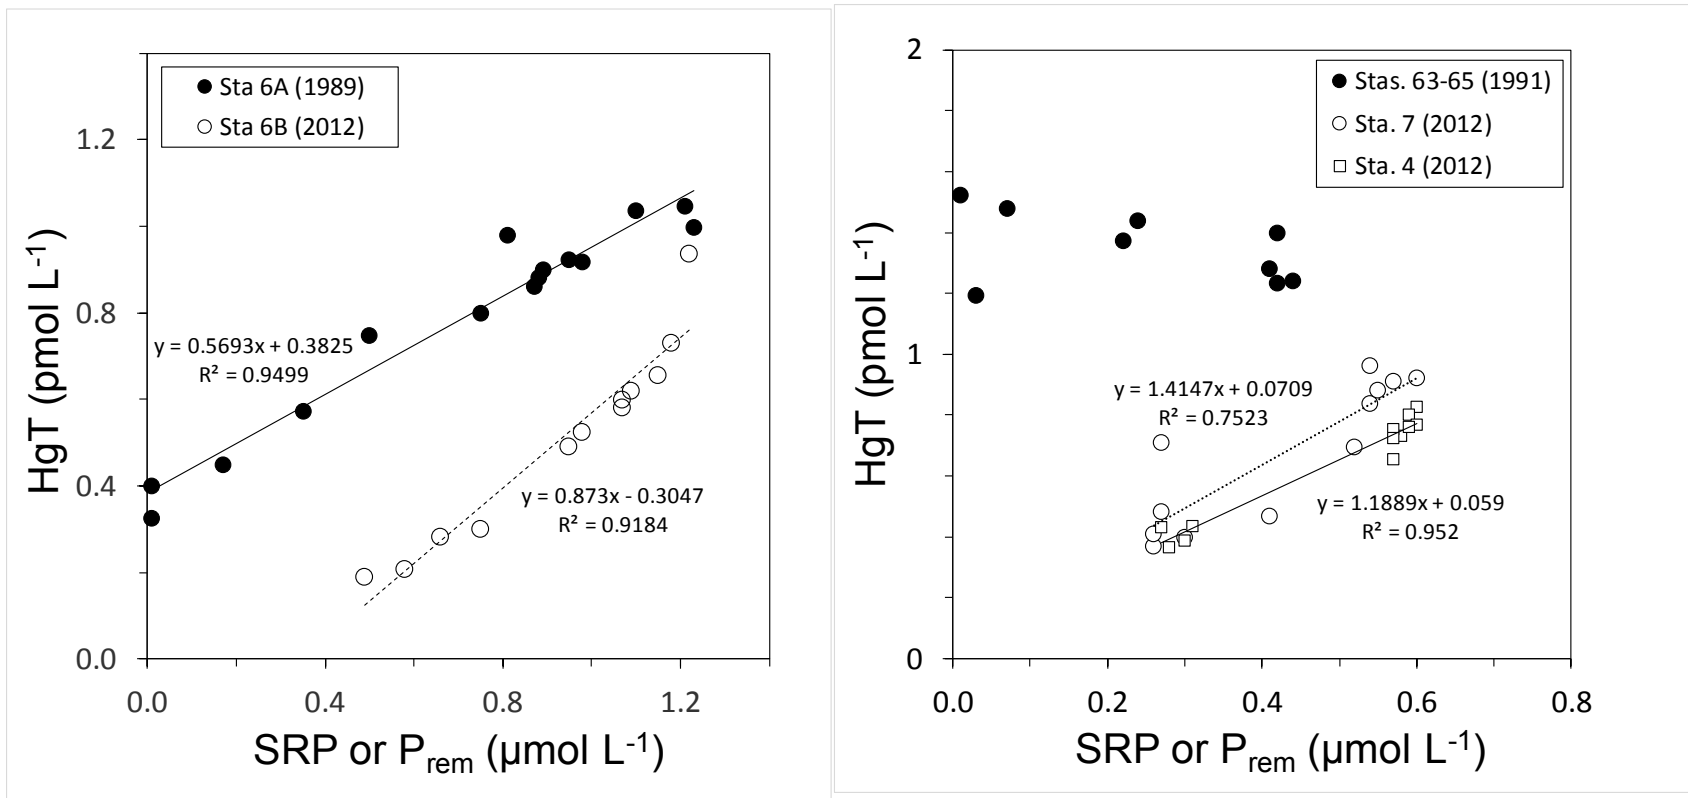 Sta 6A (1989)
Sta 6B (2012)
1.2
0.8
0.4
0.0
HgT (pmol L-1)
y = 0.5693x + 0.3825
R² = 0.9499
y = 0.873x - 0.3047
R² = 0.9184
0.0 0.4 0.8 1.2
SRP or Prem (µmol L-1)
Stas. 63-65 (1991)
Sta. 7 (2012)
Sta. 4 (2012)
2
1
0
HgT (pmol L-1)
y = 1.4147x + 0.0709
R² = 0.7523
y = 1.1889x + 0.059
R² = 0.952
0.0 0.2 0.4 0.6 0.8
SRP or Prem (µmol L-1)